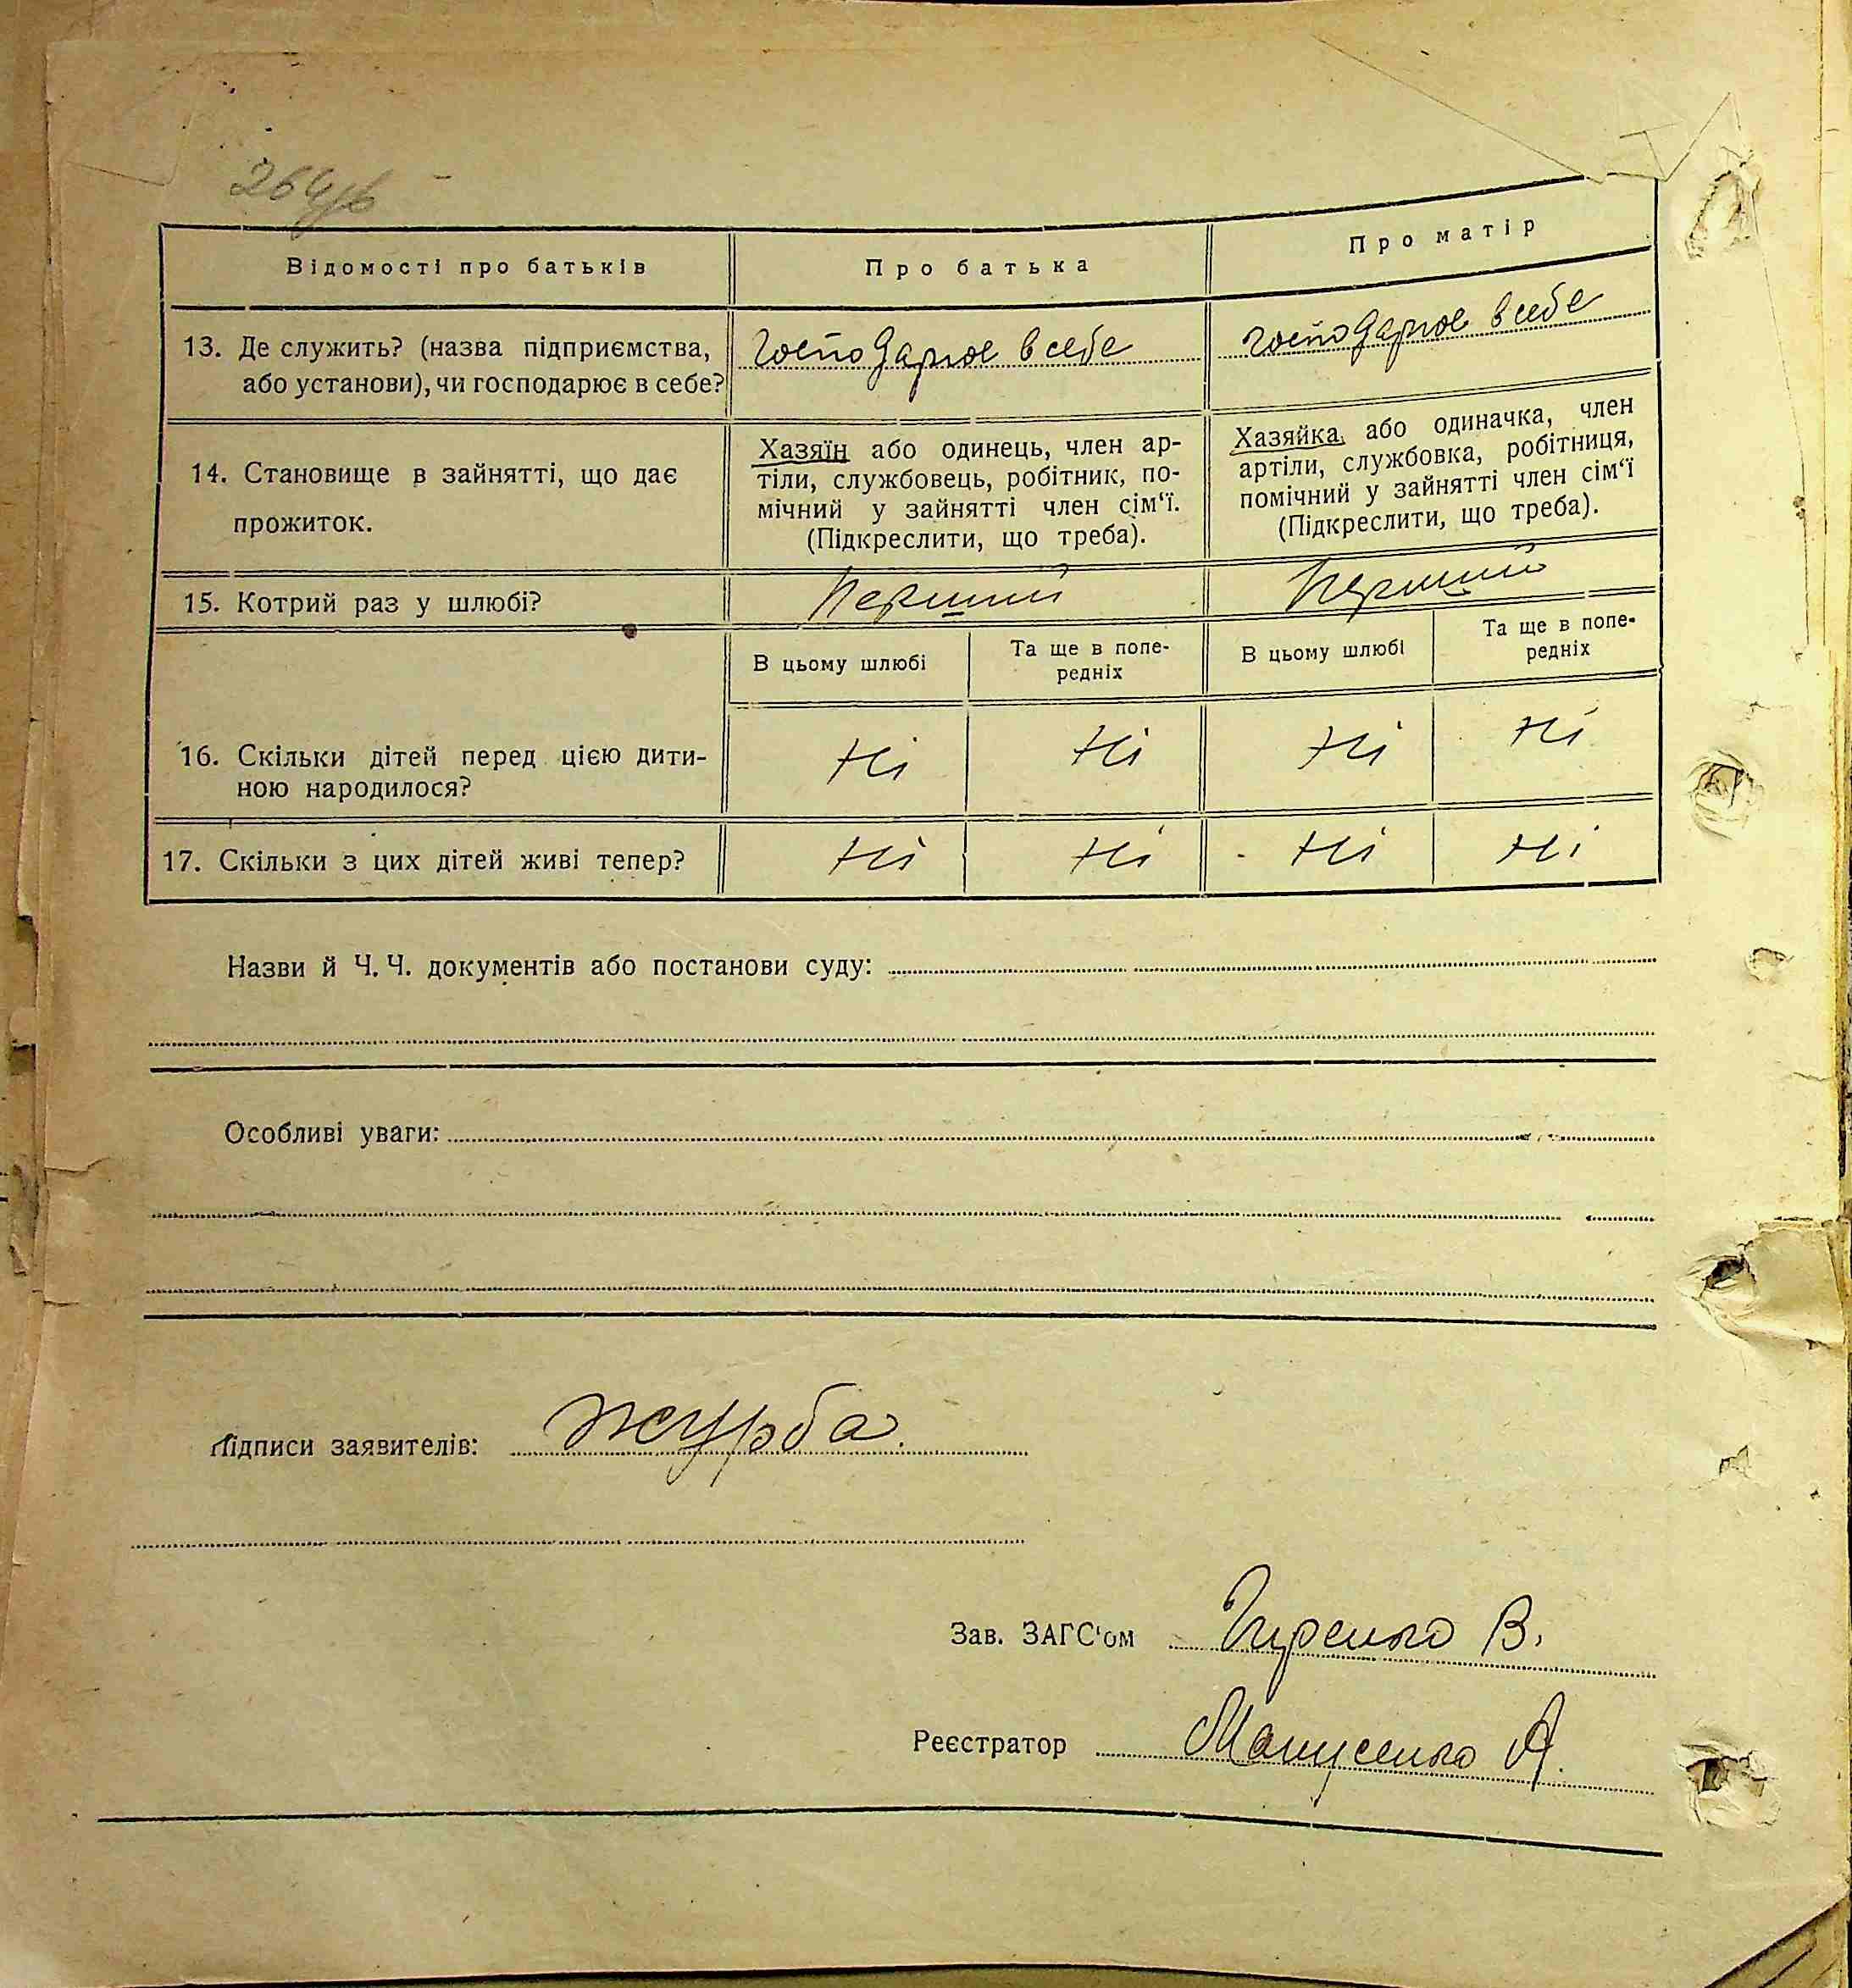 264зв
Відомості про батьків
Про батька
Про матір
13. Де служить? (назва підприємства,
або установи), чи господарює в себе?
господарює в себе
господарює в себе
14. Становище в зайнятті, що дає
прожиток.
Хазяїн або одинець, член ар-
тіли, службовець, робітник, по-
мічний у зайнятті член сім‘ї.
(Підкреслити, що треба).
Хазяйка або одиначка, член
артіли, службовка, робітниця,
помічний у зайнятті член сім‘ї
(Підкреслити, що треба).
15. Котрий раз у шлюбі?
Перший
Перший
В цьому шлюбі
Та ще в попе-
редніх
В цьому шлюбі
Та ще в попе-
редніх
16. Скільки дітей перед цією дити-
ною народилося?
Ні
Ні
Ні
Ні
17. Скільки з цих дітей живі тепер?
Ні
Ні
Ні
Ні
Назви й Ч. Ч. документів або постанови суду:
Особливі уваги:
Підписи заявителів: Журба.
Зав. ЗАГС‘ом В.
Реєстратор А.